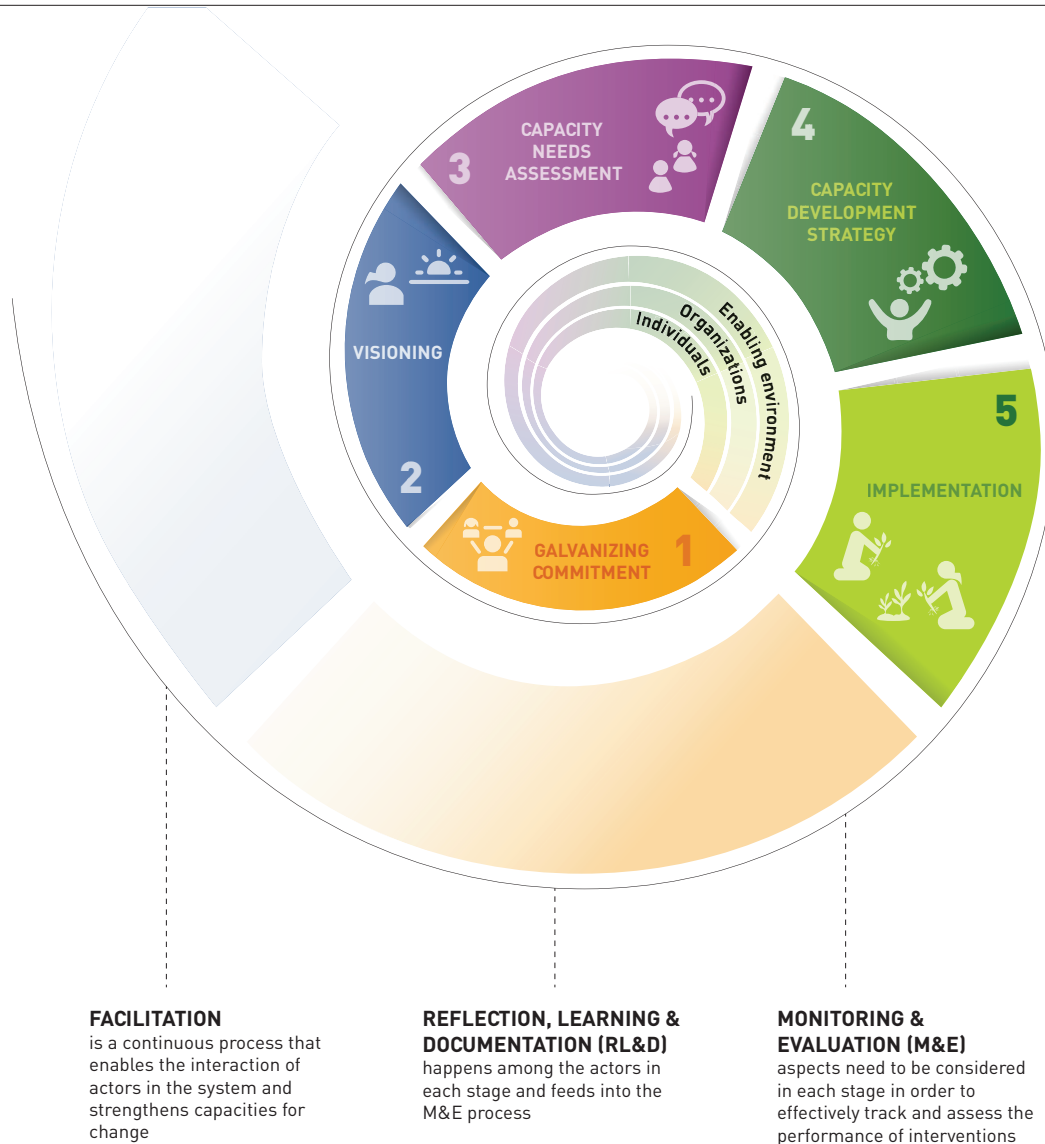 3
CAPACITY
NEEDS
ASSESSMENT
4
CAPACITY
DEVELOPMENT
STRATEGY
VISIONING
2
Individuals
Organizations
Enabling environment
5
IMPLEMENTATION
GALVANIZING
COMMITMENT
1
FACILITATION
is a continuous process that
enables the interaction of
actors in the system and
strengthens capacities for
change
REFLECTION, LEARNING &
DOCUMENTATION (RL&D)
happens among the actors in
each stage and feeds into the
M&E process
MONITORING &
EVALUATION (M&E)
aspects need to be considered
in each stage in order to
effectively track and assess the
performance of interventions